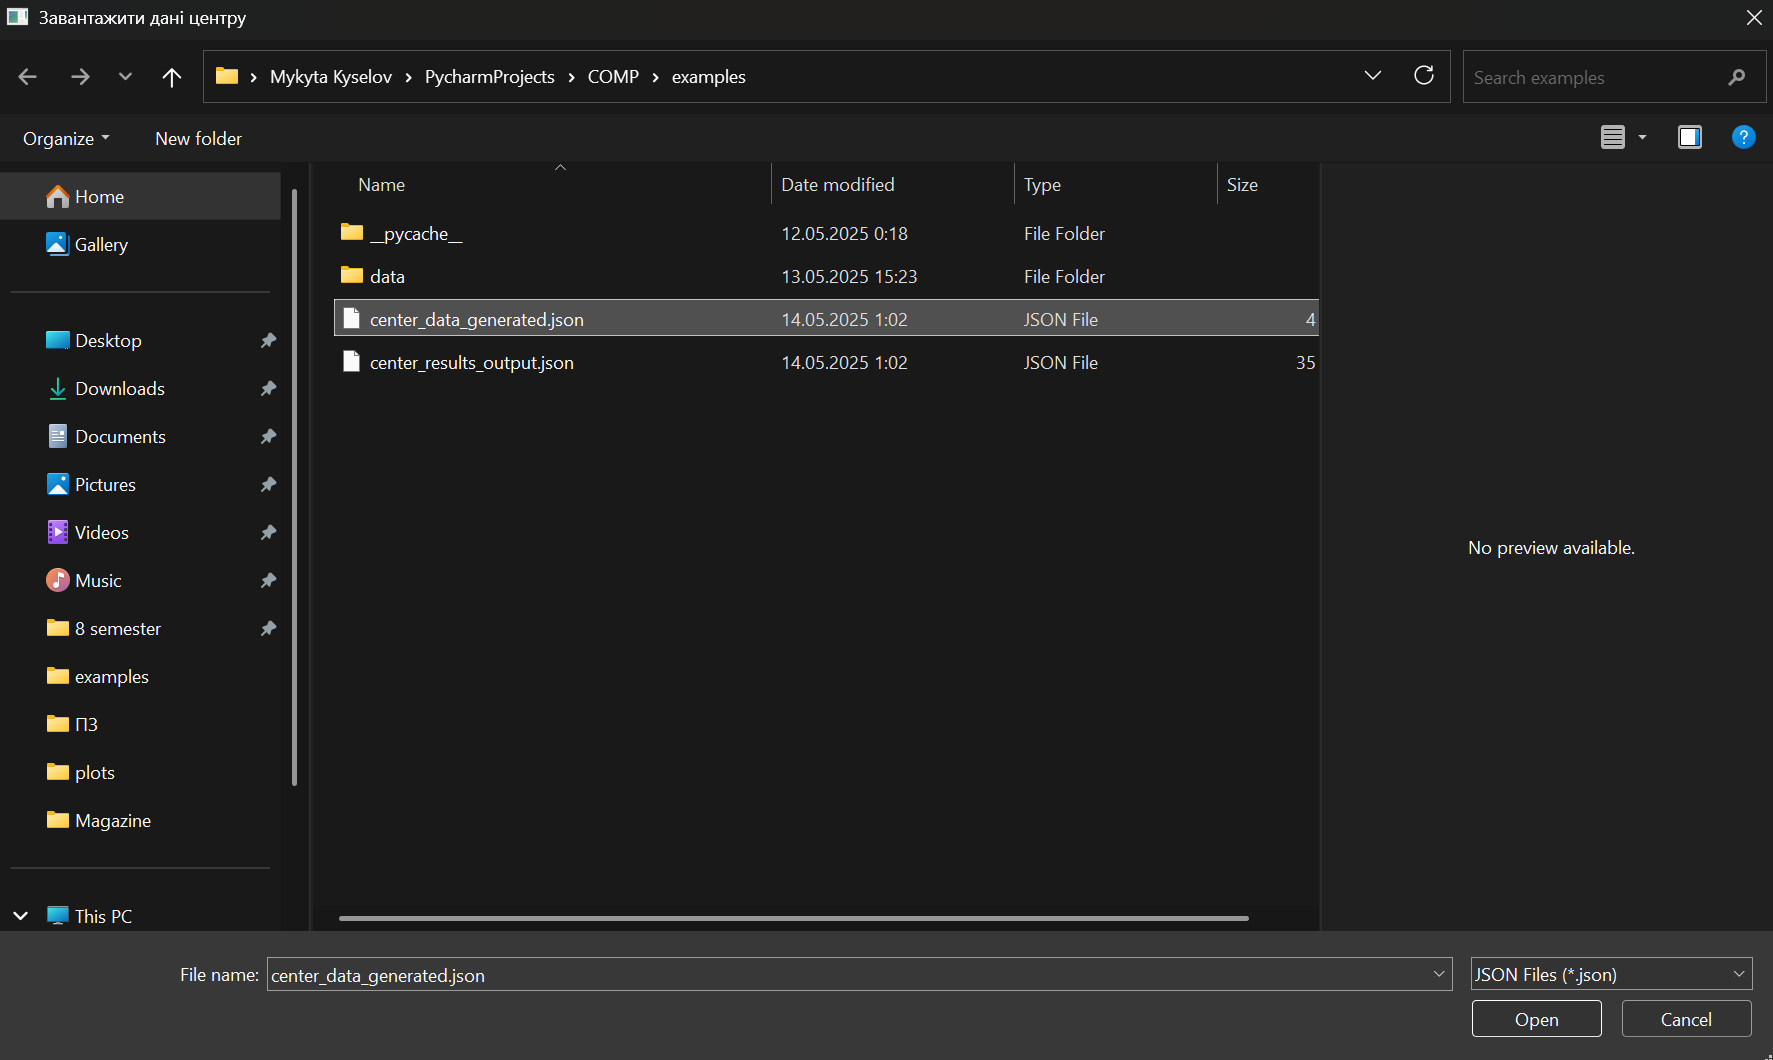 Завантажити дані центру
Mykyta Kyselov › PycharmProjects › COMP › examples
Search examples
Organize
New folder
Name
Date modified
Type
Size
Home
Gallery
Desktop
Downloads
Documents
Pictures
Videos
Music
8 semester
examples
ПЗ
plots
Magazine
This PC
__pycache__ 12.05.2025 0:18 File Folder
data 13.05.2025 15:23 File Folder
center_data_generated.json 14.05.2025 1:02 JSON File 4
center_results_output.json 14.05.2025 1:02 JSON File 35
No preview available.
File name: center_data_generated.json
JSON Files (*.json)
Open
Cancel